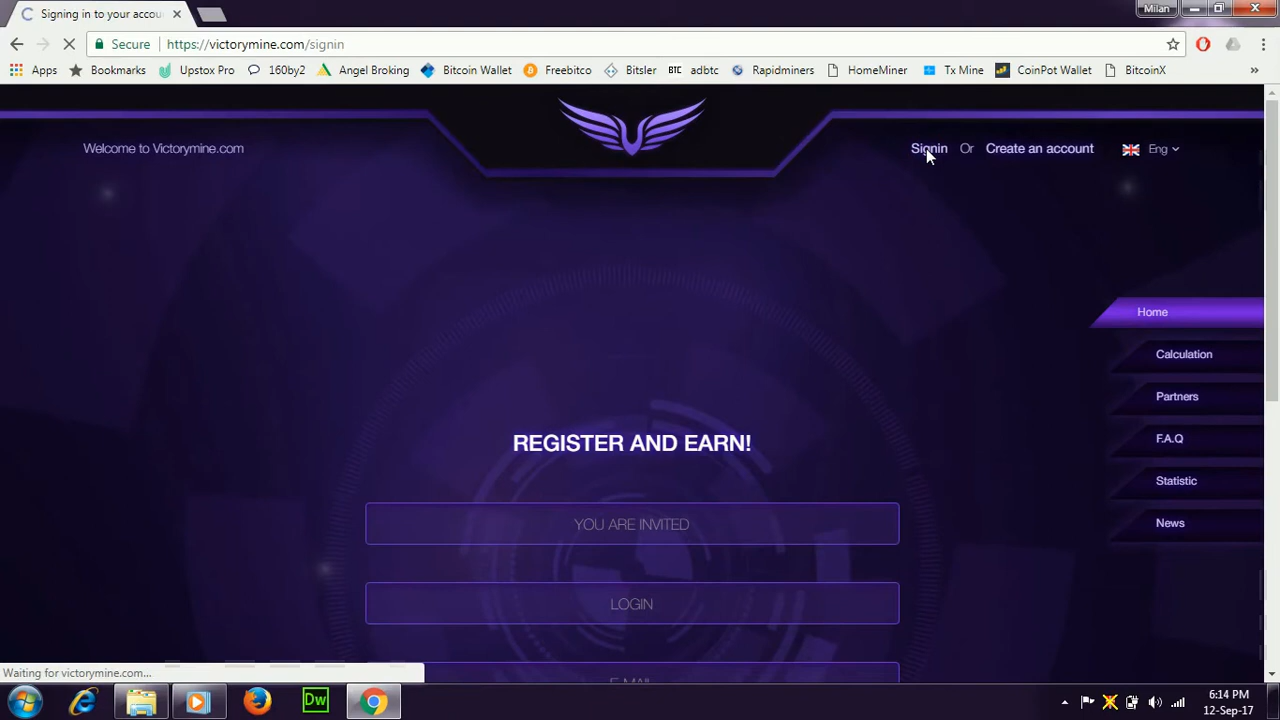 Signing in to your accou
Milan
Secure
https://victorymine.com/signin
Apps
Bookmarks
Upstox Pro
160by2
Angel Broking
Bitcoin Wallet
Freebitco
Bitsler
BTC adbtc
Rapidminers
HomeMiner
Tx Mine
CoinPot Wallet
BitcoinX
»
Welcome to Victorymine.com
Signin Or Create an account
Eng
Home
Calculation
Partners
F.A.Q
Statistic
News
REGISTER AND EARN!
YOU ARE INVITED
LOGIN
E-MAIL
Waiting for victorymine.com...
Dw
6:14 PM
12-Sep-17